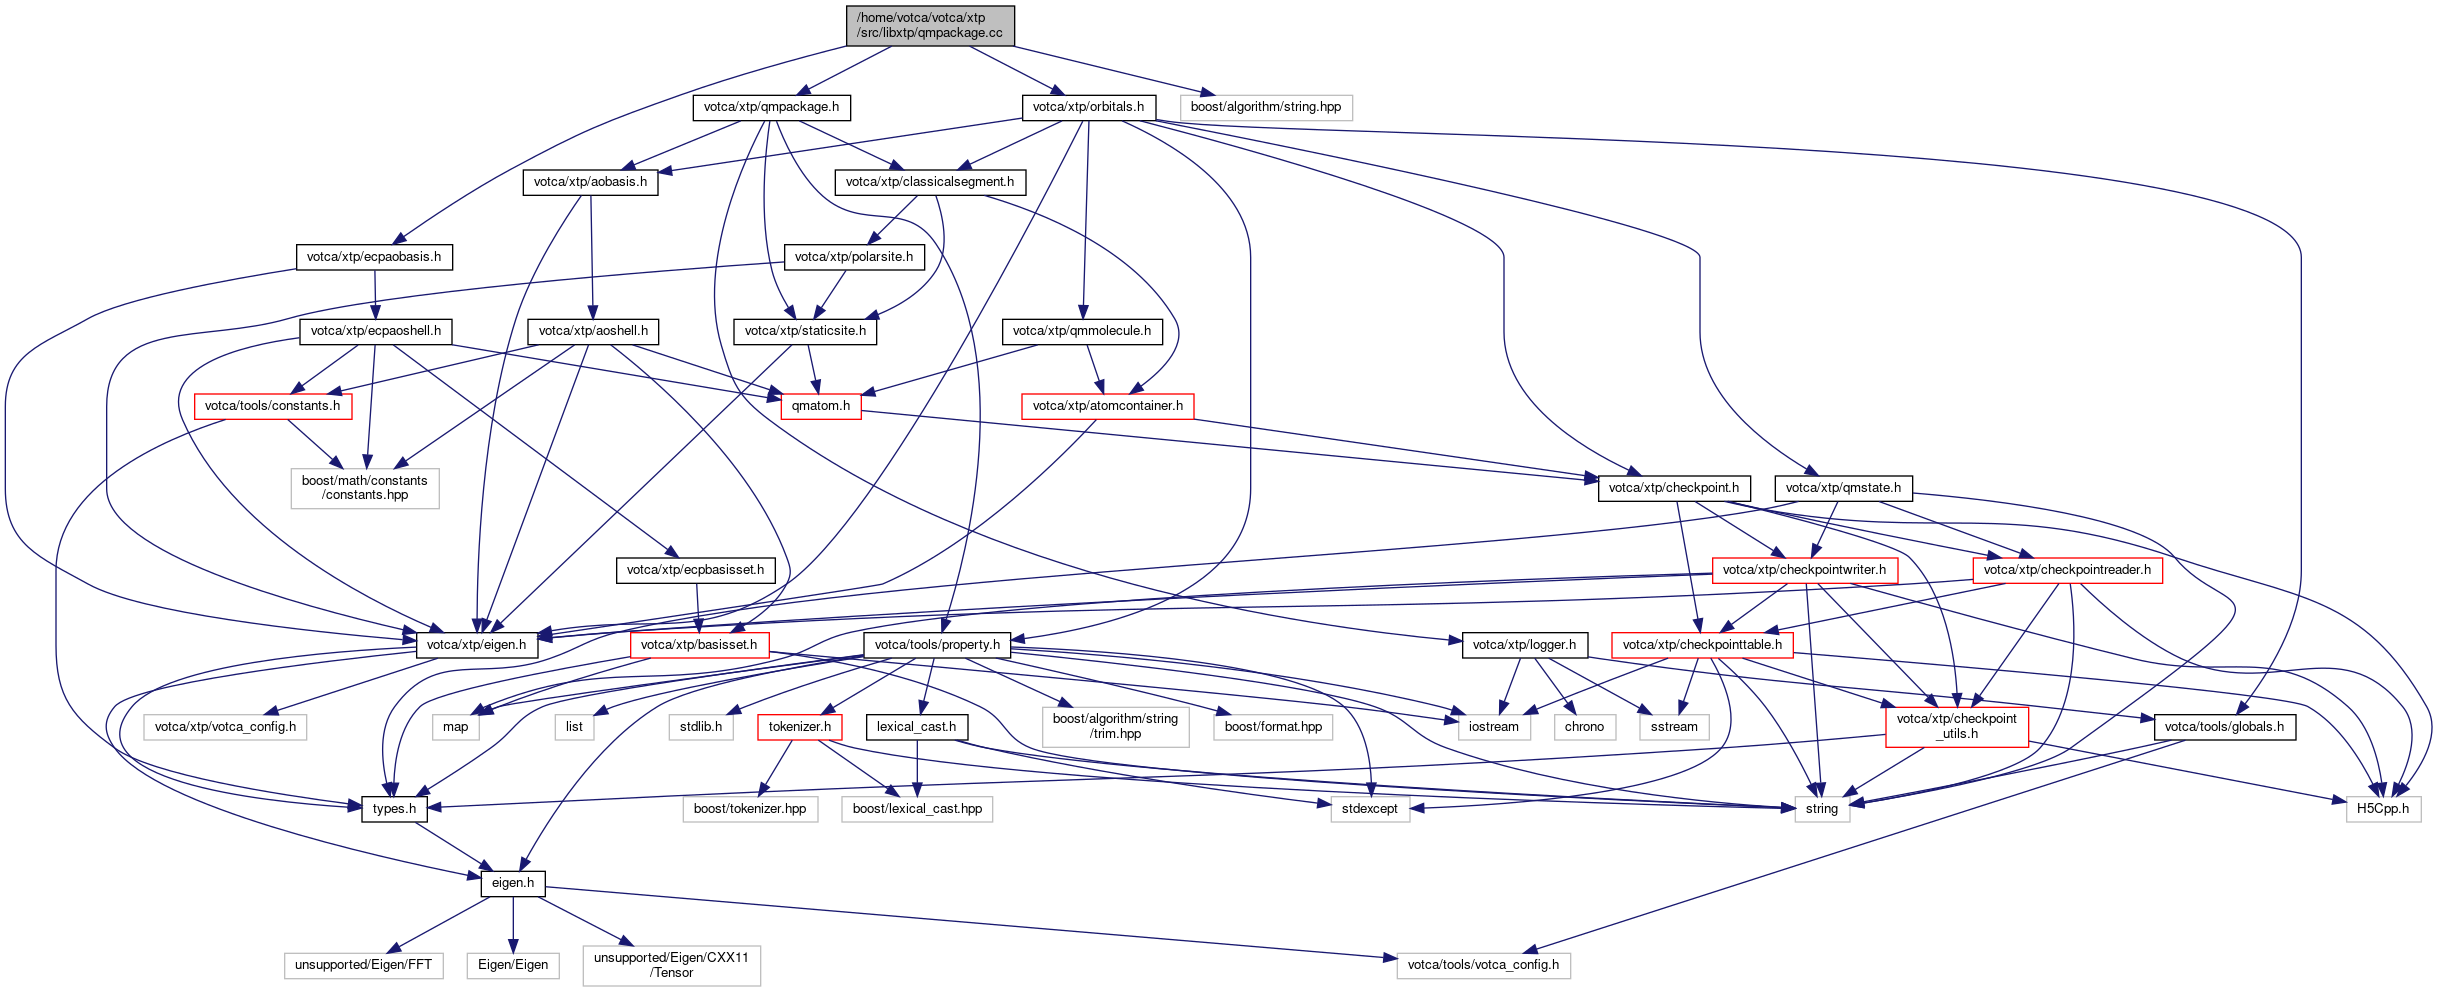 /home/votca/votca/xtp
/src/libxtp/qmpackage.cc
votca/xtp/qmpackage.h
votca/xtp/orbitals.h
boost/algorithm/string.hpp
votca/xtp/aobasis.h
votca/xtp/classicalsegment.h
votca/xtp/ecpaobasis.h
votca/xtp/polarsite.h
votca/xtp/ecpaoshell.h
votca/xtp/aoshell.h
votca/xtp/staticsite.h
votca/xtp/qmmolecule.h
votca/tools/constants.h
qmatom.h
votca/xtp/atomcontainer.h
boost/math/constants
/constants.hpp
votca/xtp/checkpoint.h
votca/xtp/qmstate.h
votca/xtp/ecpbasisset.h
votca/xtp/checkpointwriter.h
votca/xtp/checkpointreader.h
votca/xtp/eigen.h
votca/xtp/basisset.h
votca/tools/property.h
votca/xtp/logger.h
votca/xtp/checkpointtable.h
votca/xtp/votca_config.h
map
list
stdlib.h
tokenizer.h
lexical_cast.h
boost/algorithm/string
/trim.hpp
boost/format.hpp
iostream
chrono
sstream
votca/xtp/checkpoint
_utils.h
votca/tools/globals.h
types.h
boost/tokenizer.hpp
boost/lexical_cast.hpp
stdexcept
string
H5Cpp.h
eigen.h
unsupported/Eigen/FFT
Eigen/Eigen
unsupported/Eigen/CXX11
/Tensor
votca/tools/votca_config.h